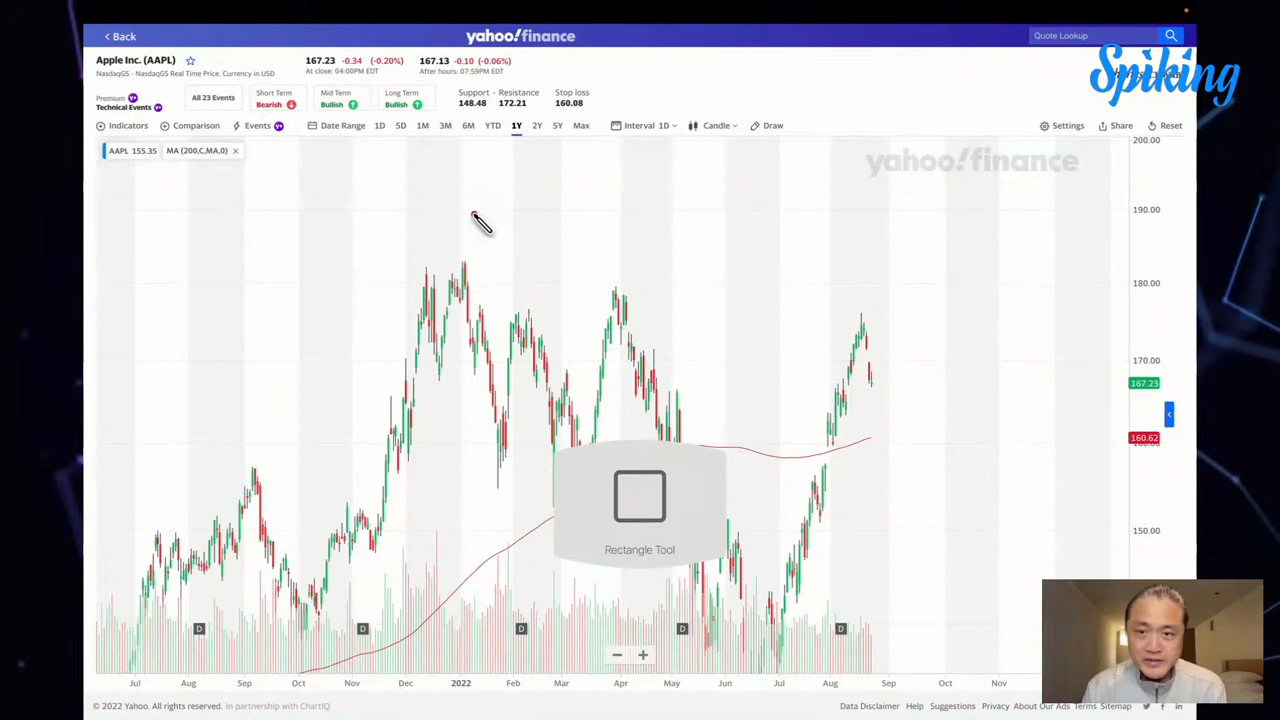 Back
yahoo!finance
Quote Lookup
Apple Inc. (AAPL)
NasdaqGS - NasdaqGS Real Time Price. Currency in USD
167.23 -0.34 (-0.20%)
At close: 04:00PM EDT
167.13 -0.10 (-0.06%)
After hours: 07:59PM EDT
Spiking
Premium
Technical Events
All 23 Events
Short Term
Bearish
Mid Term
Bullish
Long Term
Bullish
Support - Resistance
148.48 172.21
Stop loss
160.08
Indicators Comparison Events Date Range 1D 5D 1M 3M 6M YTD 1Y 2Y 5Y Max Interval 1D Candle Draw Settings Share Reset
AAPL 155.35 MA (200,C,MA,0)
yahoo!finance
200.00
190.00
180.00
170.00
167.23
160.62
150.00
Rectangle Tool
D D D D D
Jul Aug Sep Oct Nov Dec 2022 Feb Mar Apr May Jun Jul Aug Sep Oct Nov
© 2022 Yahoo. All rights reserved. In partnership with ChartIQ
Data Disclaimer Help Suggestions Privacy About Our Ads Terms Sitemap